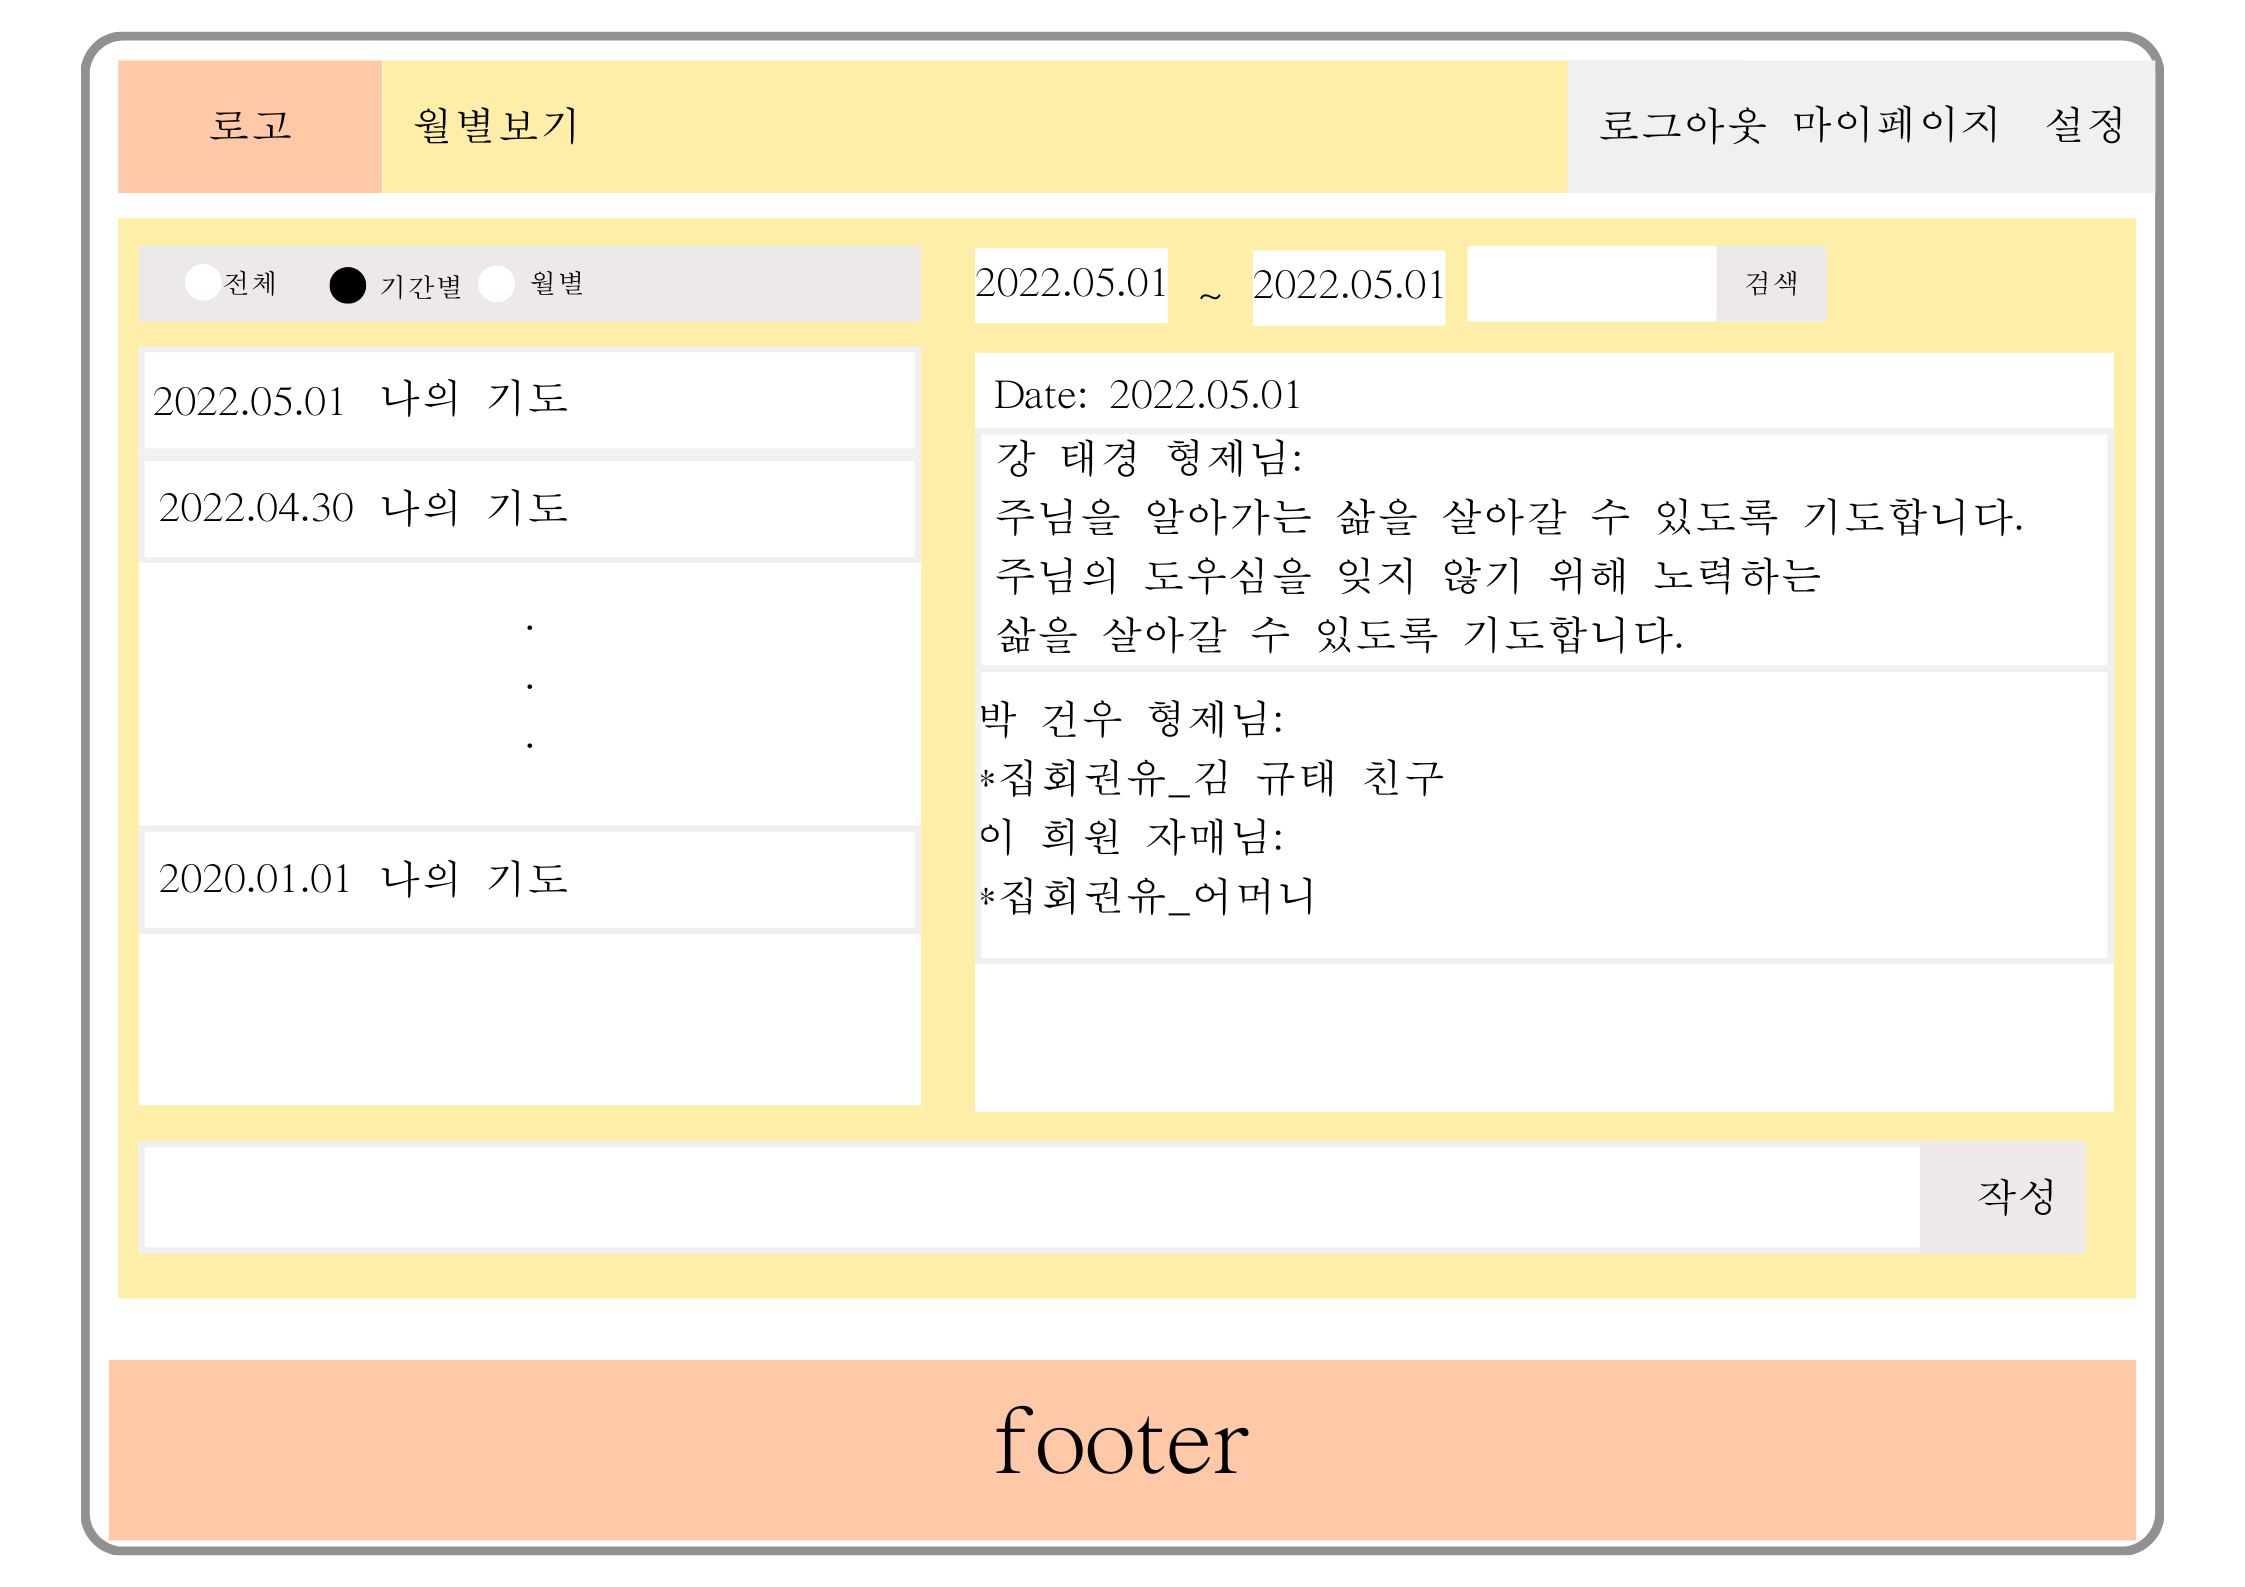 로고
월별보기
로그아웃 마이페이지 설정
전체 기간별 월별
2022.05.01 ~ 2022.05.01 검색
2022.05.01 나의 기도
2022.04.30 나의 기도
.
.
.
2020.01.01 나의 기도
Date: 2022.05.01
강 태경 형제님:
주님을 알아가는 삶을 살아갈 수 있도록 기도합니다.
주님의 도우심을 잊지 않기 위해 노력하는
삶을 살아갈 수 있도록 기도합니다.
박 건우 형제님:
*집회권유_김 규태 친구
이 희원 자매님:
*집회권유_어머니
작성
footer